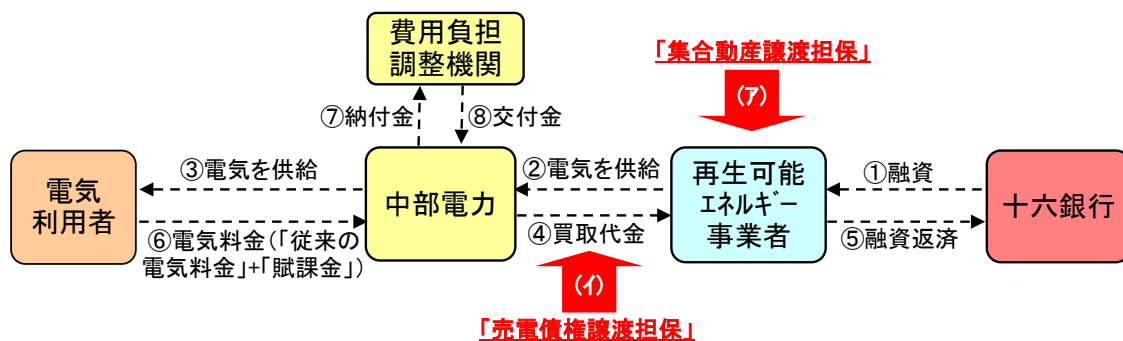 費用負担
調整機関
「集合動産譲渡担保」
(ア)
⑦納付金
⑧交付金
電気
利用者
③電気を供給
中部電力
②電気を供給
再生可能
エネルギー
事業者
①融資
十六銀行
⑥電気料金(「従来の
電気料金」+「賦課金」)
④買取代金
⑤融資返済
(イ)
「売電債権譲渡担保」